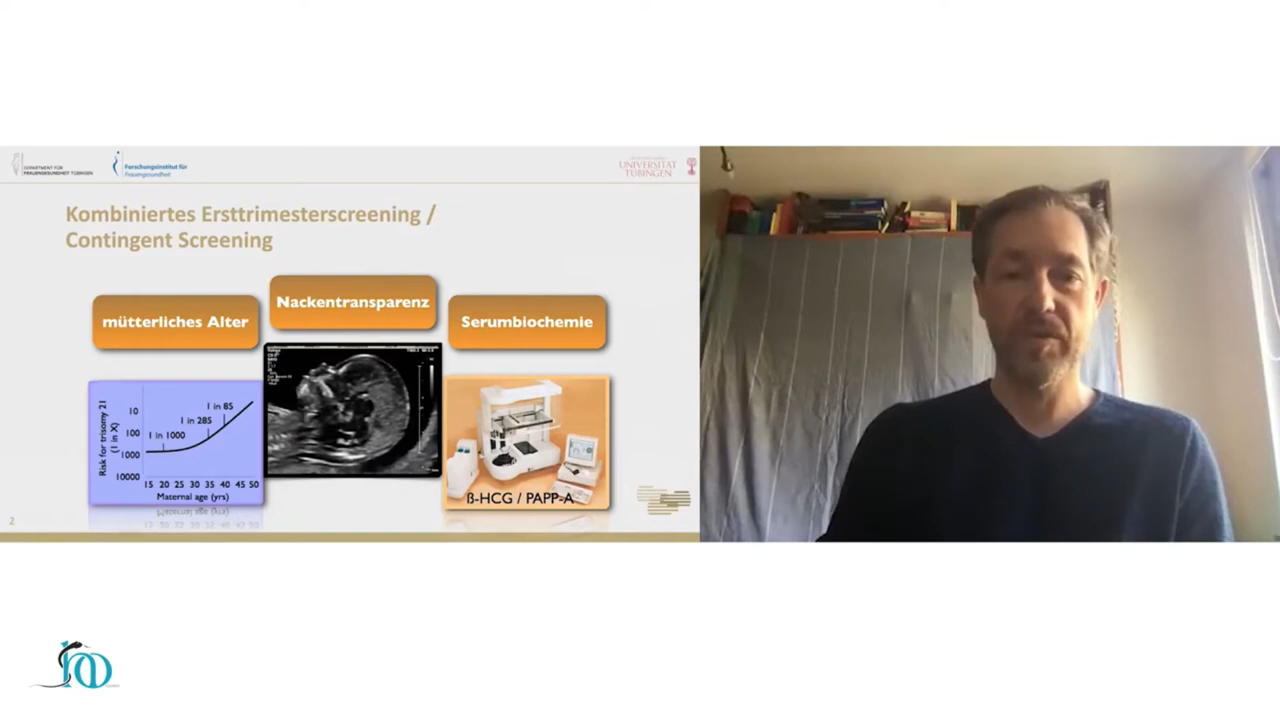 DEPARTMENT FÜR
FRAUENGESUNDHEIT TÜBINGEN
Forschungsinstitut für
Frauengesundheit
UNIVERSITÄT
TÜBINGEN
Kombiniertes Ersttrimesterscreening /
Contingent Screening
mütterliches Alter
Nackentransparenz
Serumbiochemie
Risk for trisomy 21
(1 in X)
10
100
1000
10000
1 in 1000
1 in 285
1 in 85
15 20 25 30 35 40 45 50
Maternal age (yrs)
ß-HCG / PAPP-A
2